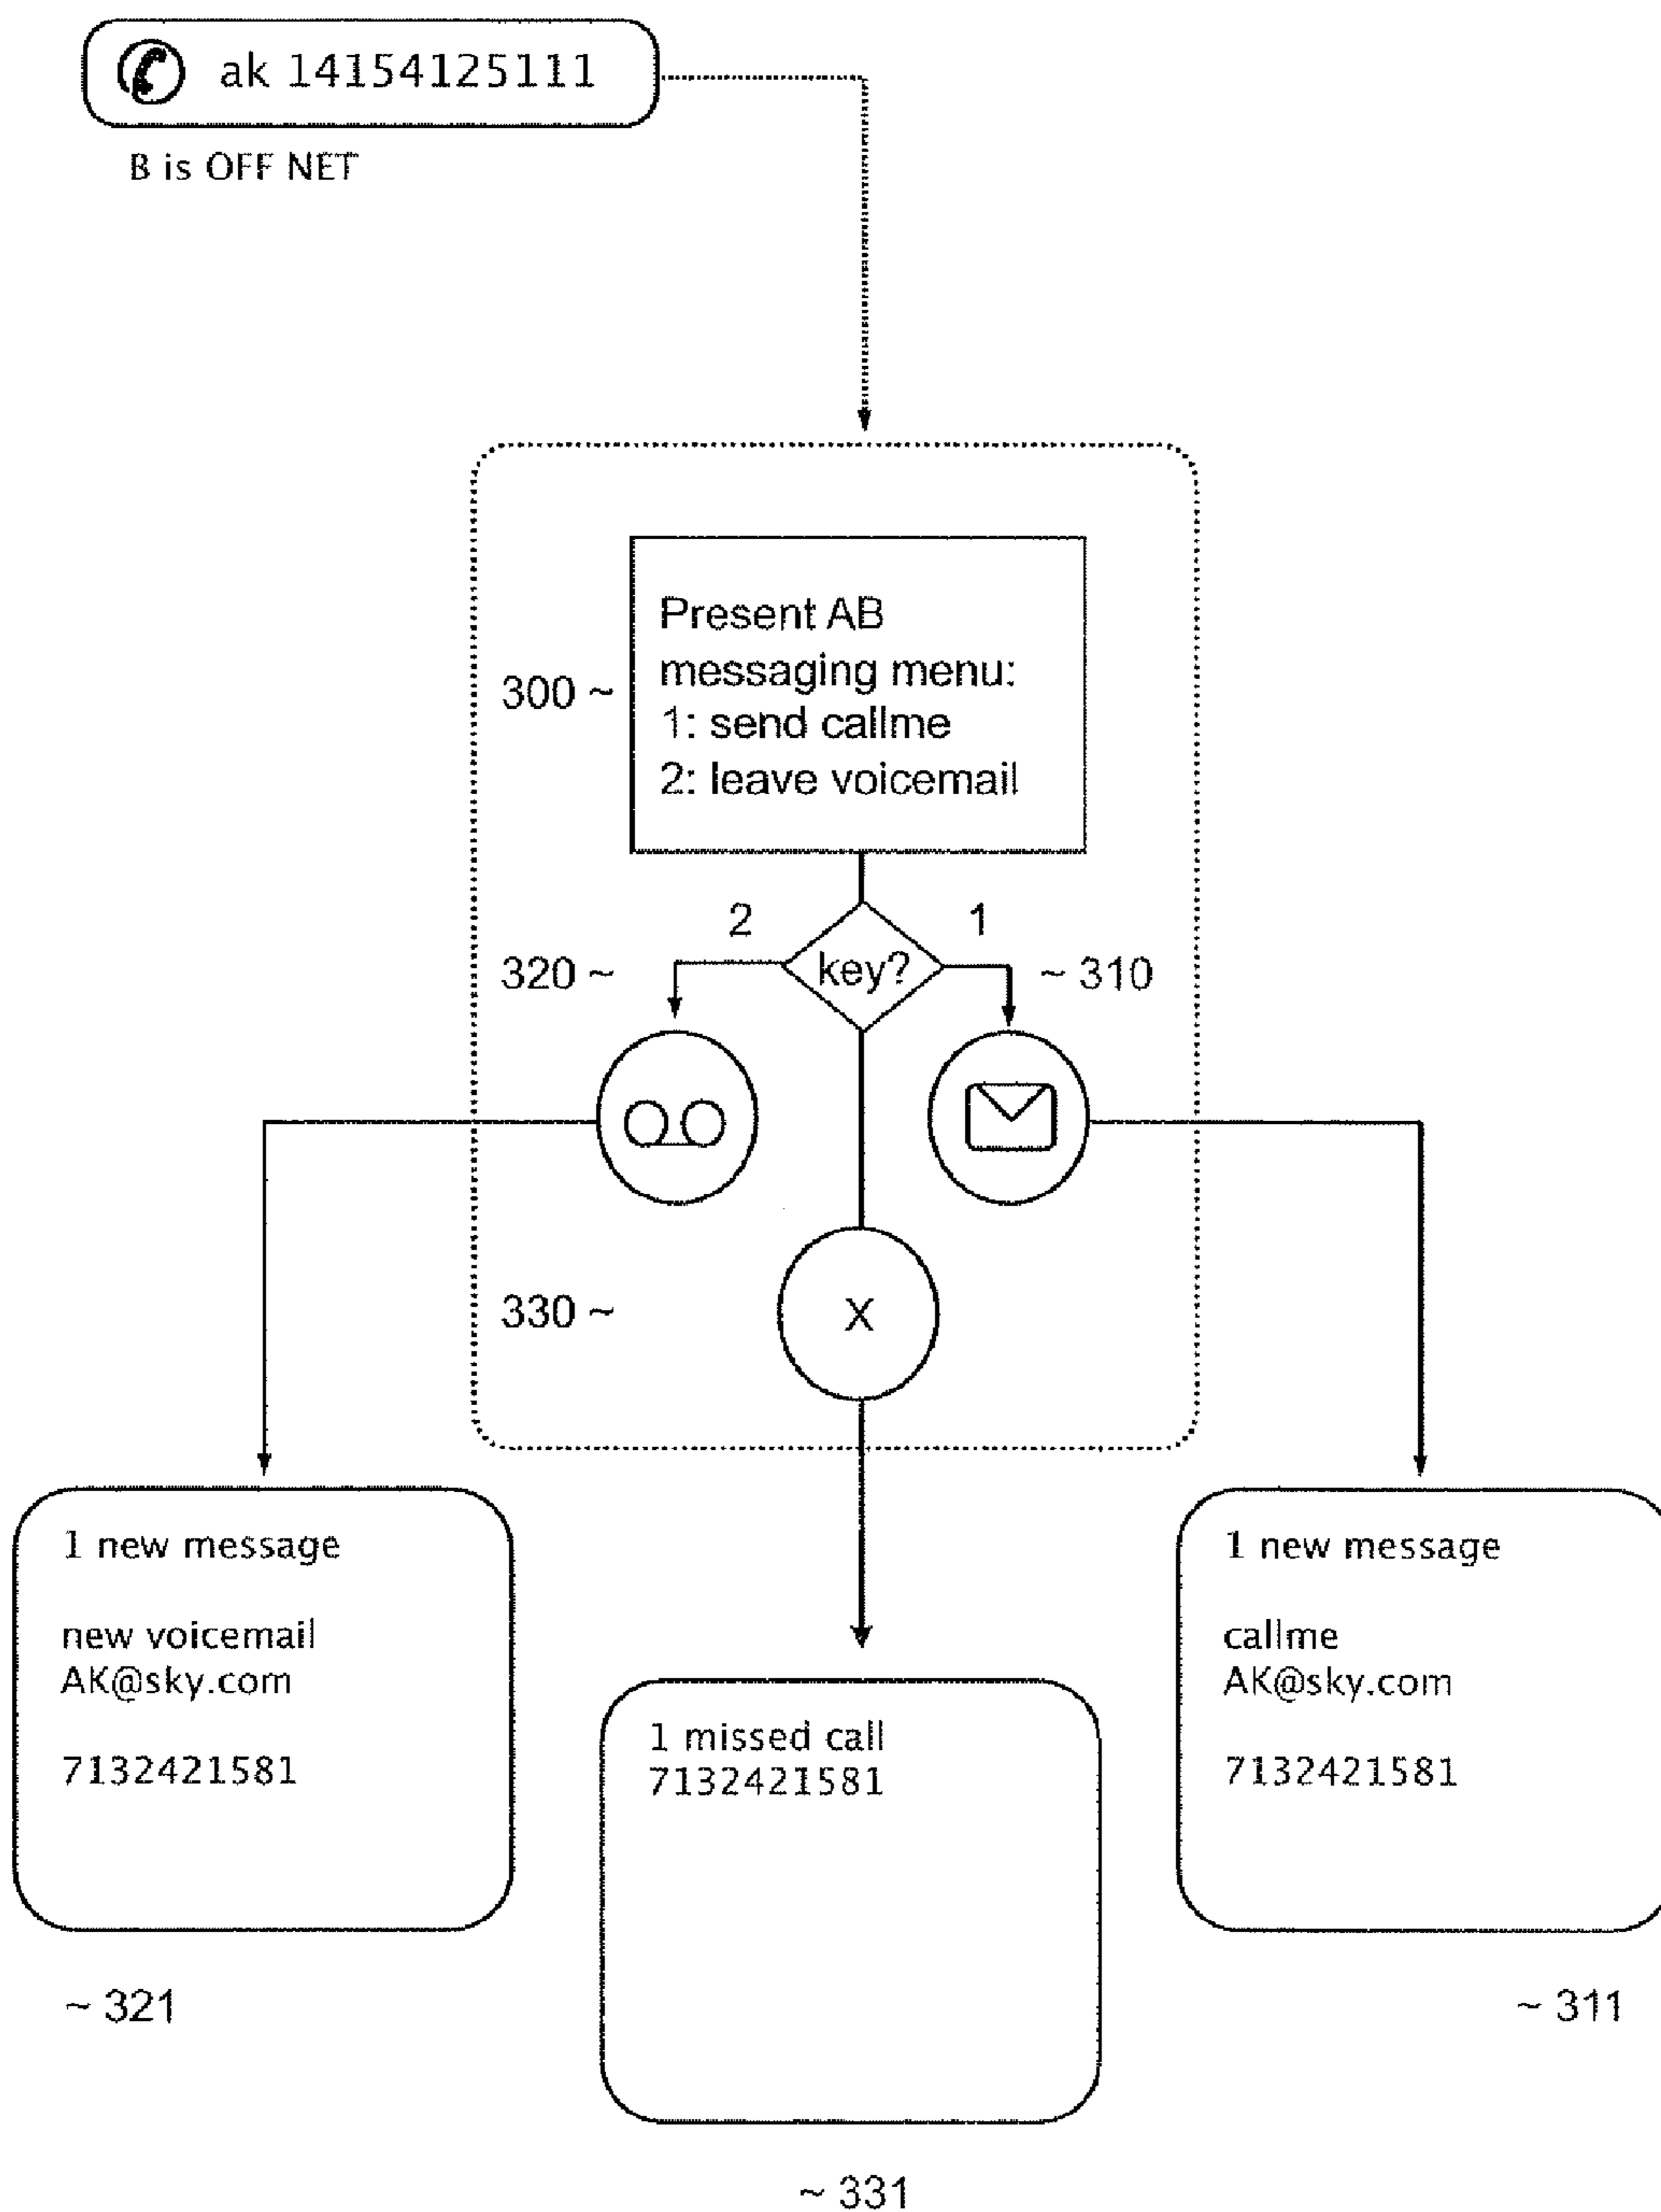 ak 14154125111
B is OFF NET
Present AB
messaging menu:
300 ~
1: send callme
2: leave voicemail
2
1
320 ~
key?
~ 310
330 ~
X
1 new message
new voicemail
AK@sky.com
7132421581
~ 321
1 missed call
7132421581
~ 331
1 new message
callme
AK@sky.com
7132421581
~ 311